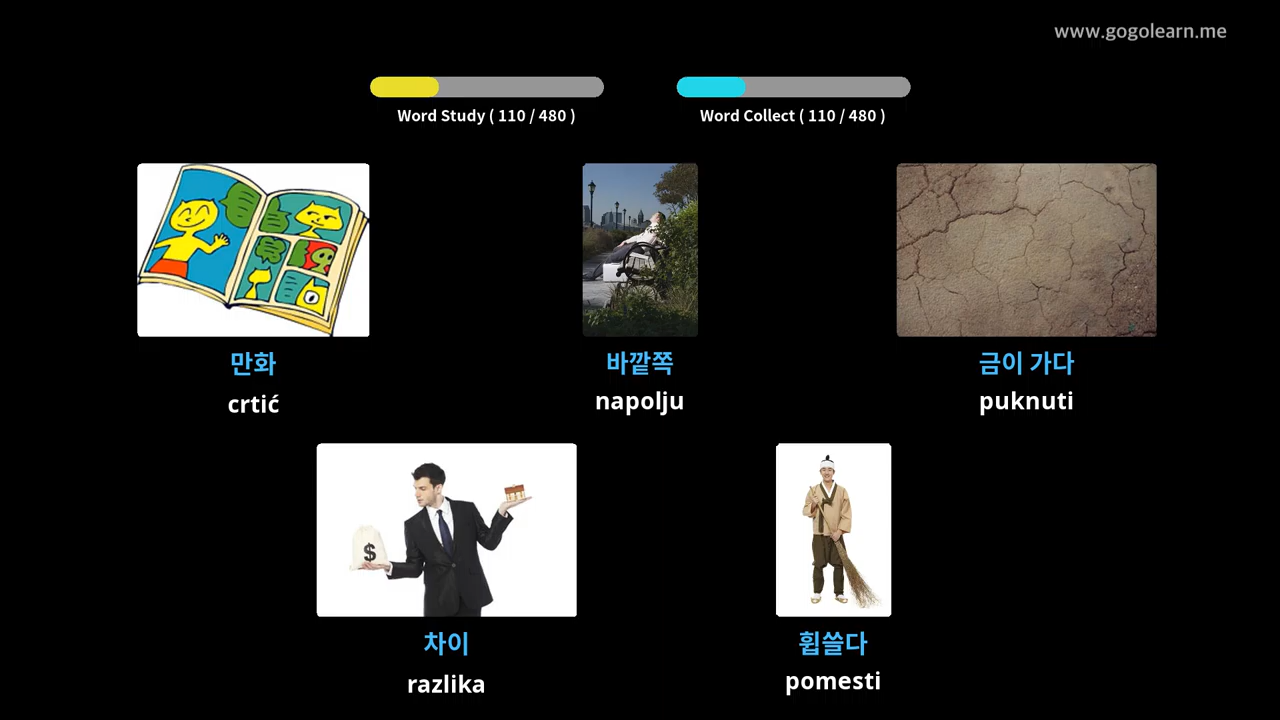 www.gogolearn.me
Word Study ( 110 / 480 )
Word Collect ( 110 / 480 )
만화
crtić
바깥쪽
napolju
금이 가다
puknuti
$
차이
razlika
휩쓸다
pomesti